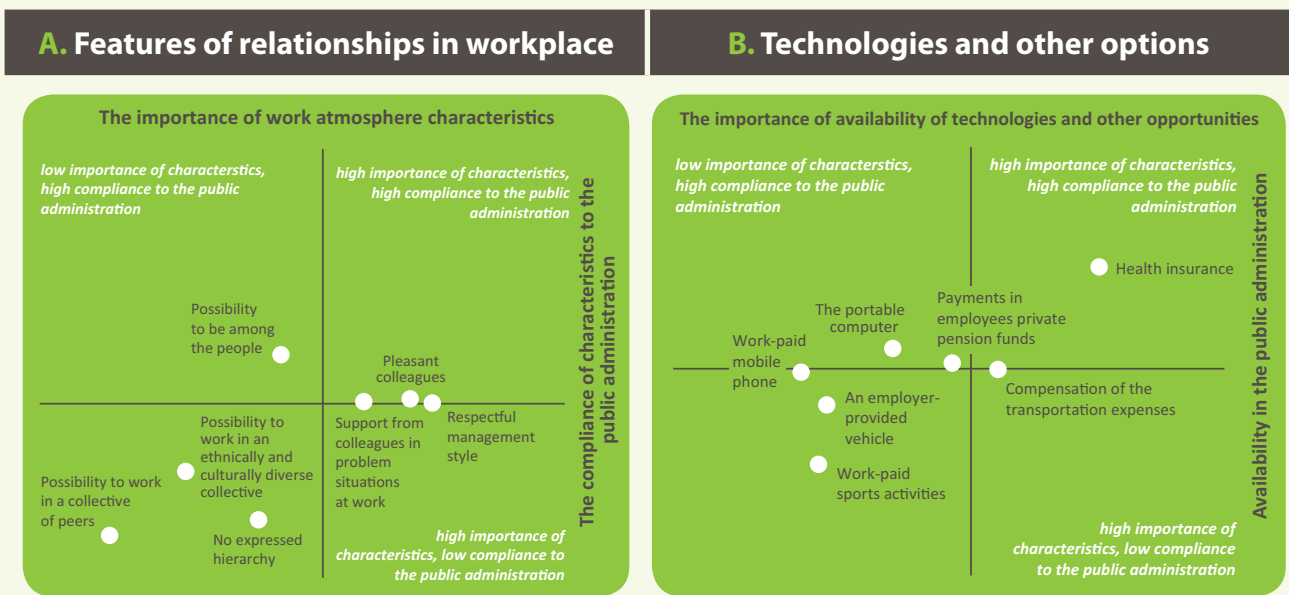 A. Features of relationships in workplace
The importance of work atmosphere characteristics
low importance of characterstics,
high compliance to the public
administration
high importance of characteristics,
high compliance to the public
administration
The compliance of characteristics to the
public administration
Possibility
to be among
the people
Pleasant
colleagues
Support from
colleagues in
problem
situations
at work
Respectful
management
style
Possibility to
work in an
ethnically and
culturally diverse
collective
Possibility to work
in a collective
of peers
No expressed
hierarchy
high importance of
characteristics, low compliance to
the public administration
B. Technologies and other options
The importance of availability of technologies and other opportunities
low importance of characterstics,
high compliance to the public
administration
high importance of characteristics,
high compliance to the public
administration
Availability in the public administration
Health insurance
Payments in
employees private
pension funds
The portable
computer
Work-paid
mobile
phone
Compensation of the
transportation expenses
An employer-
provided
vehicle
Work-paid
sports activities
high importance of
characteristics, low compliance
to the public administration